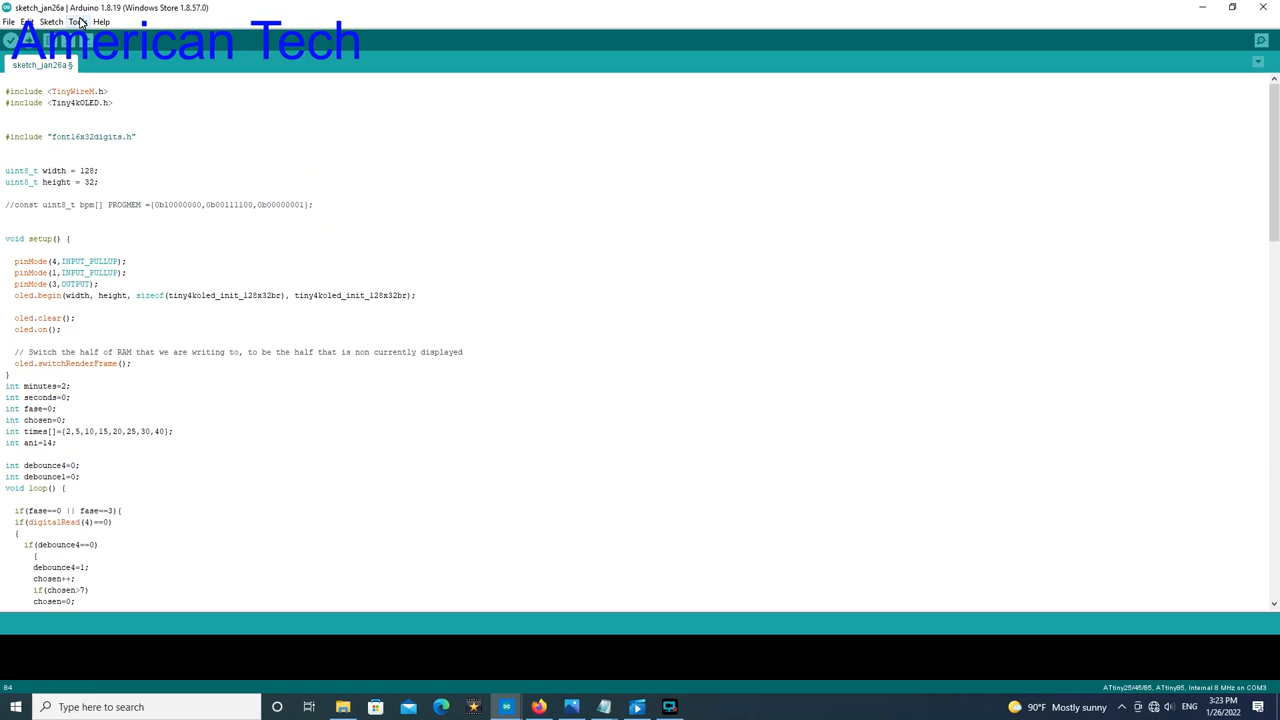 sketch_jan26a | Arduino 1.8.19 (Windows Store 1.8.57.0)
File Edit Sketch Tools Help
American Tech
sketch_jan26a §
#include <TinyWireM.h>
#include <Tiny4kOLED.h>
#include "font16x32digits.h"
uint8_t width = 128;
uint8_t height = 32;
//const uint8_t bpm[] PROGMEM ={0b10000000,0b00111100,0b00000001};
void setup() {
pinMode(4,INPUT_PULLUP);
pinMode(1,INPUT_PULLUP);
pinMode(3,OUTPUT);
oled.begin(width, height, sizeof(tiny4koled_init_128x32br), tiny4koled_init_128x32br);
oled.clear();
oled.on();
// Switch the half of RAM that we are writing to, to be the half that is non currently displayed
oled.switchRenderFrame();
}
int minutes=2;
int seconds=0;
int fase=0;
int chosen=0;
int times[]={2,5,10,15,20,25,30,40};
int ani=14;
int debounce4=0;
int debounce1=0;
void loop() {
if(fase==0 || fase==3){
if(digitalRead(4)==0)
{
if(debounce4==0)
{
debounce4=1;
chosen++;
if(chosen>7)
chosen=0;
84
ATtiny25/45/85, ATtiny85, Internal 8 MHz on COM3
Type here to search
90°F Mostly sunny
ENG
3:23 PM
1/26/2022